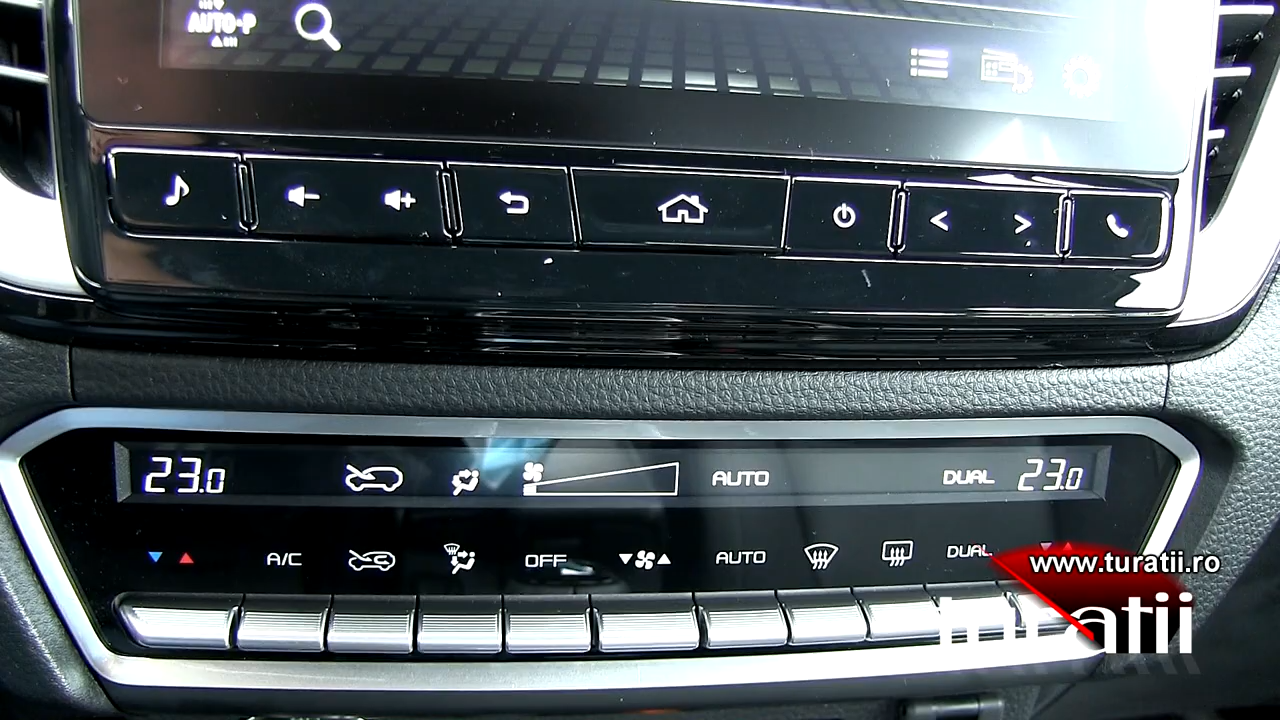 AUTO-P
23.0 AUTO DUAL 23.0
A/C OFF AUTO DUAL
www.turatii.ro
turatii